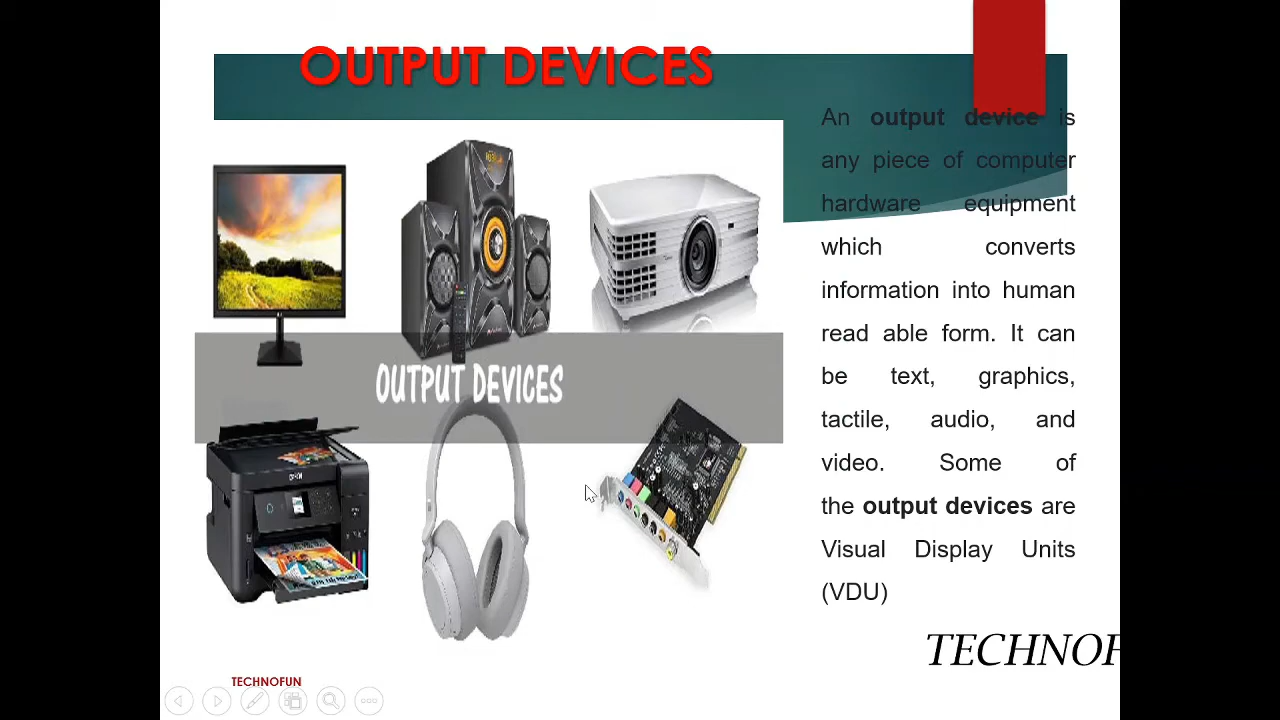 OUTPUT DEVICES
An output device is
any piece of computer
hardware equipment
which converts
information into human
read able form. It can
be text, graphics,
tactile, audio, and
video. Some of
the output devices are
Visual Display Units
(VDU)
OUTPUT DEVICES
EPSON
TECHNOF
TECHNOFUN